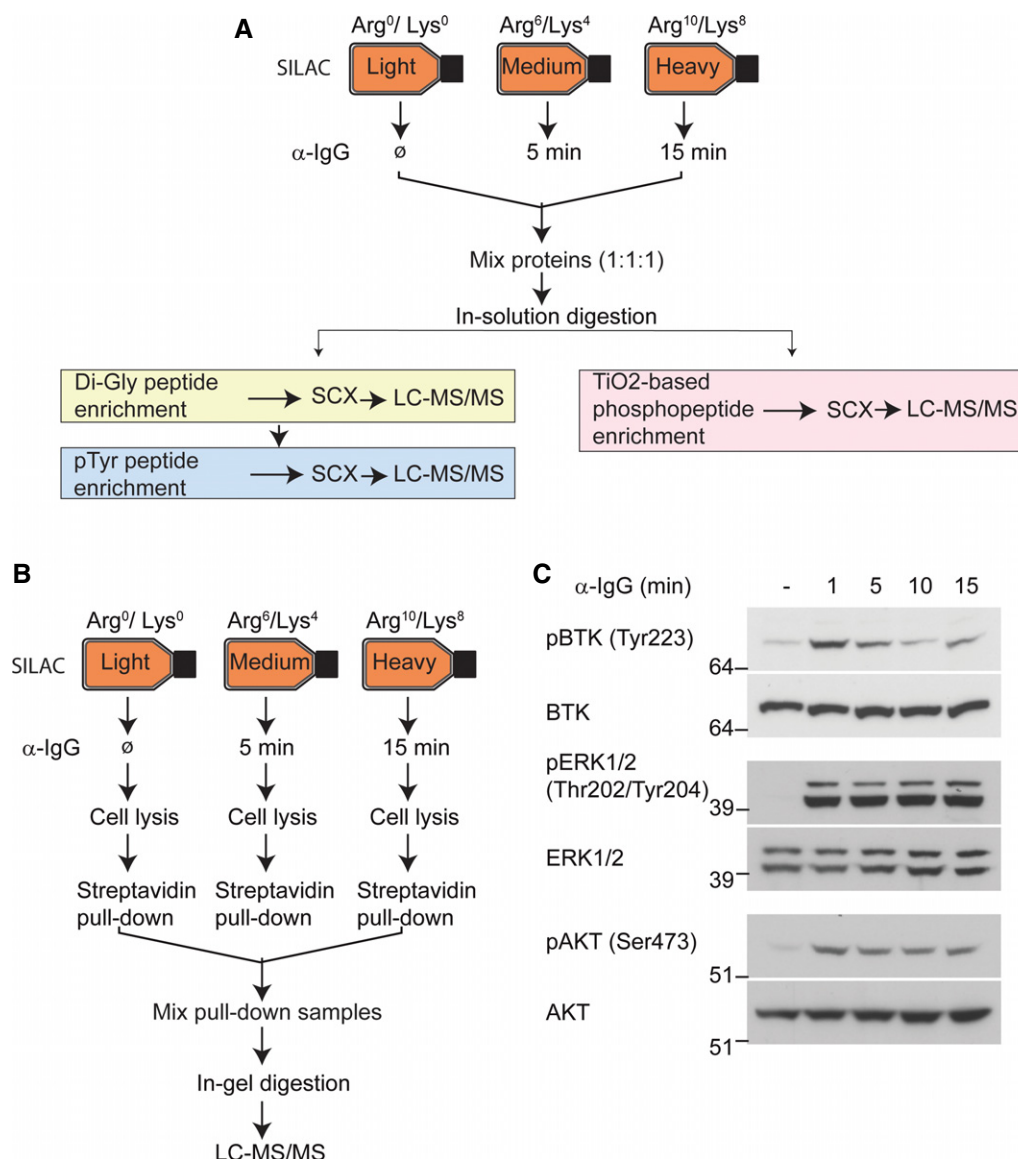 A
Arg⁰/ Lys⁰ Arg⁶/Lys⁴ Arg¹⁰/Lys⁸
SILAC Light Medium Heavy
α-IgG ø 5 min 15 min
Mix proteins (1:1:1)
In-solution digestion
Di-Gly peptide
enrichment
SCX LC-MS/MS
pTyr peptide
enrichment
SCX LC-MS/MS
TiO2-based
phosphopeptide
enrichment
SCX LC-MS/MS
B
Arg⁰/ Lys⁰ Arg⁶/Lys⁴ Arg¹⁰/Lys⁸
SILAC Light Medium Heavy
α-IgG ø 5 min 15 min
Cell lysis Cell lysis Cell lysis
Streptavidin Streptavidin Streptavidin
pull-down pull-down pull-down
Mix pull-down samples
In-gel digestion
LC-MS/MS
C
α-IgG (min) - 1 5 10 15
pBTK (Tyr223)
64
BTK
64
pERK1/2
(Thr202/Tyr204)
39
ERK1/2
39
pAKT (Ser473)
51
AKT
51